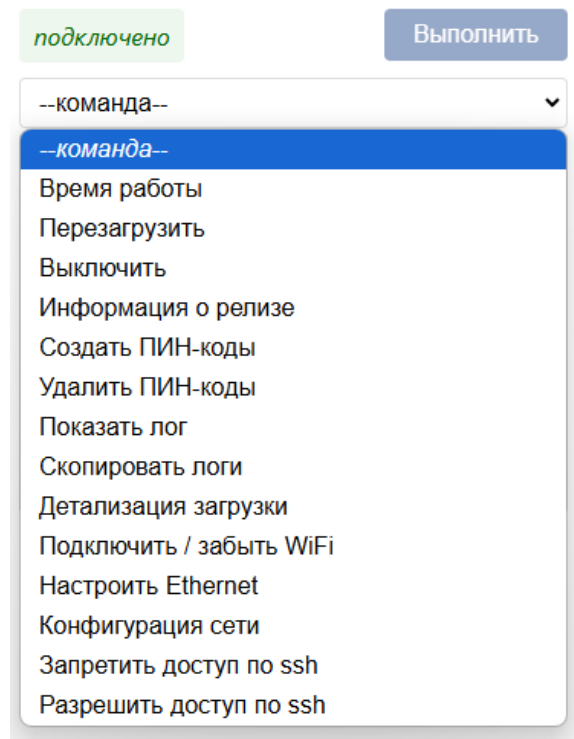 подключено
Выполнить
--команда--
--команда--
Время работы
Перезагрузить
Выключить
Информация о релизе
Создать ПИН-коды
Удалить ПИН-коды
Показать лог
Скопировать логи
Детализация загрузки
Подключить / забыть WiFi
Настроить Ethernet
Конфигурация сети
Запретить доступ по ssh
Разрешить доступ по ssh